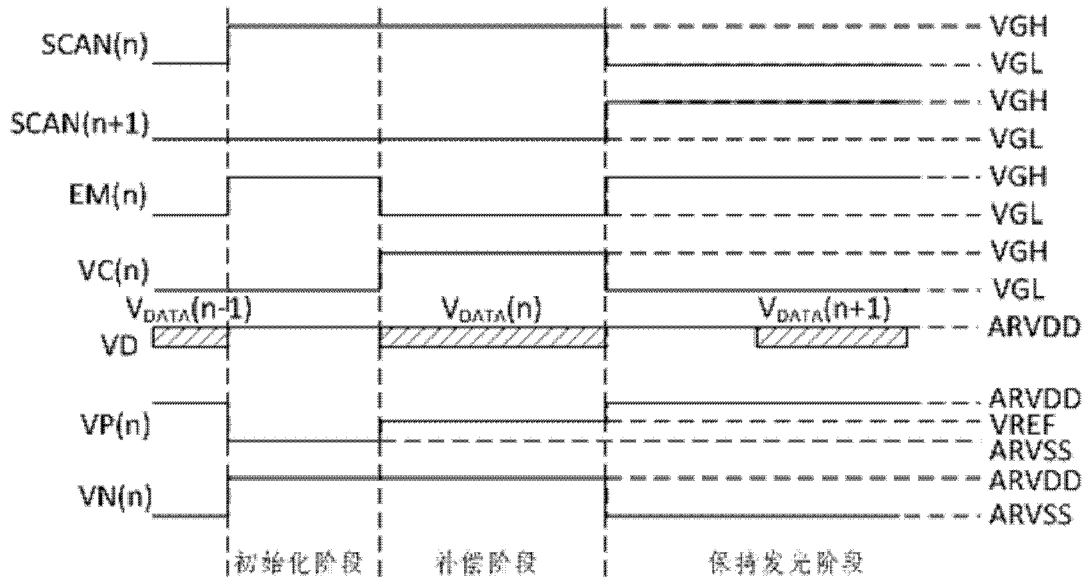 SCAN(n)
VGH
VGL
SCAN(n+1)
VGH
VGL
EM(n)
VGH
VGL
VC(n)
VGH
VGL
VDATA(n-1)
VDATA(n)
VDATA(n+1)
VD
ARVDD
VP(n)
ARVDD
VREF
ARVSS
VN(n)
ARVDD
ARVSS
初始化阶段
补偿阶段
保持发光阶段